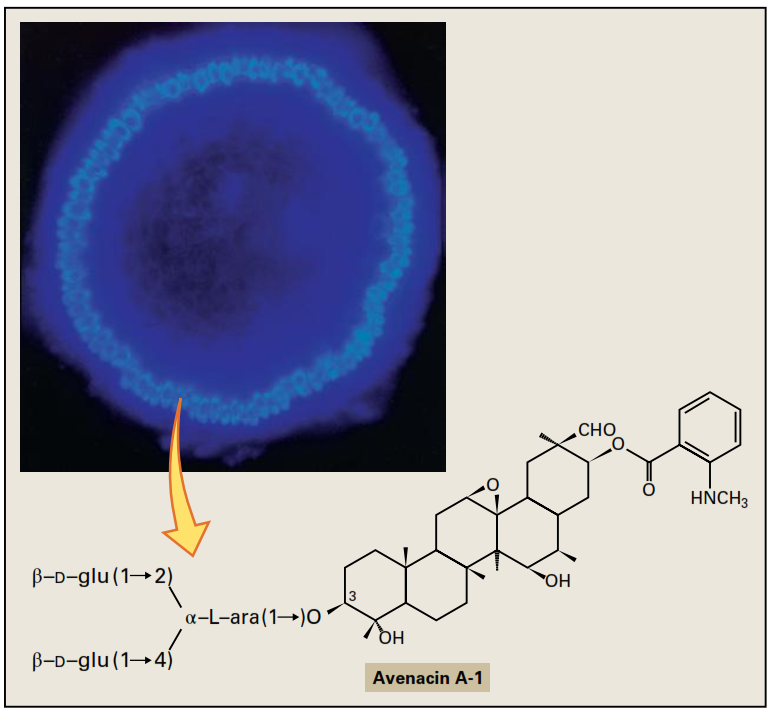 CHO
O
O
O
HNCH₃
β–D–glu(1→2)
OH
3
α–L–ara(1→)O
OH
β–D–glu(1→4)
Avenacin A-1